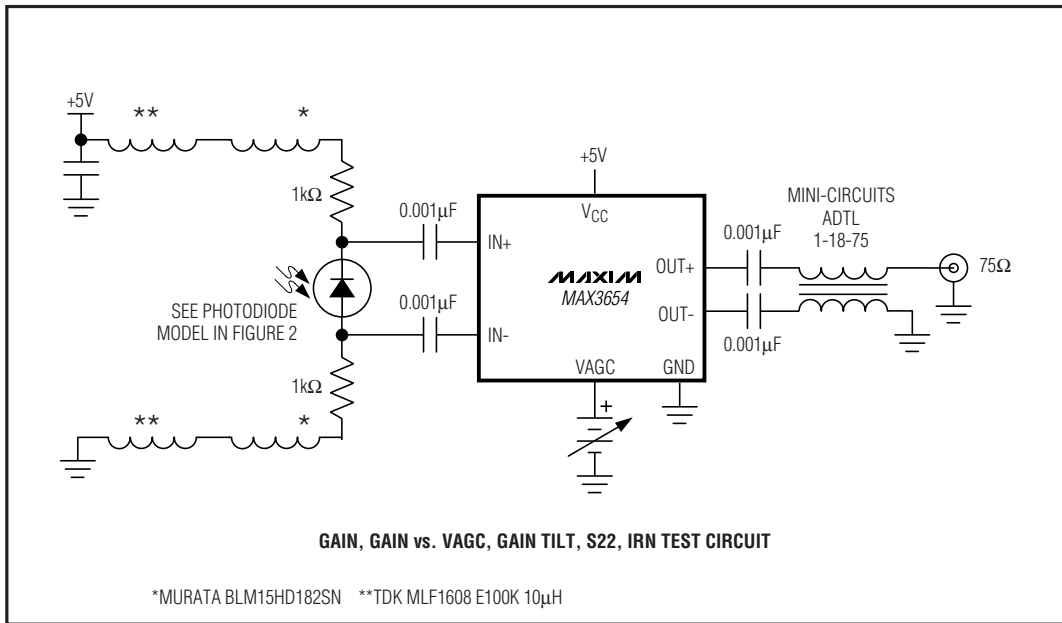 +5V
**
*
1kΩ
0.001μF
+5V
VCC
IN+
MAXIM
MAX3654
OUT+
0.001μF
MINI-CIRCUITS
ADTL
1-18-75
75Ω
SEE PHOTODIODE
MODEL IN FIGURE 2
0.001μF
IN-
OUT-
0.001μF
1kΩ
VAGC
GND
**
*
+
GAIN, GAIN vs. VAGC, GAIN TILT, S22, IRN TEST CIRCUIT
*MURATA BLM15HD182SN **TDK MLF1608 E100K 10μH